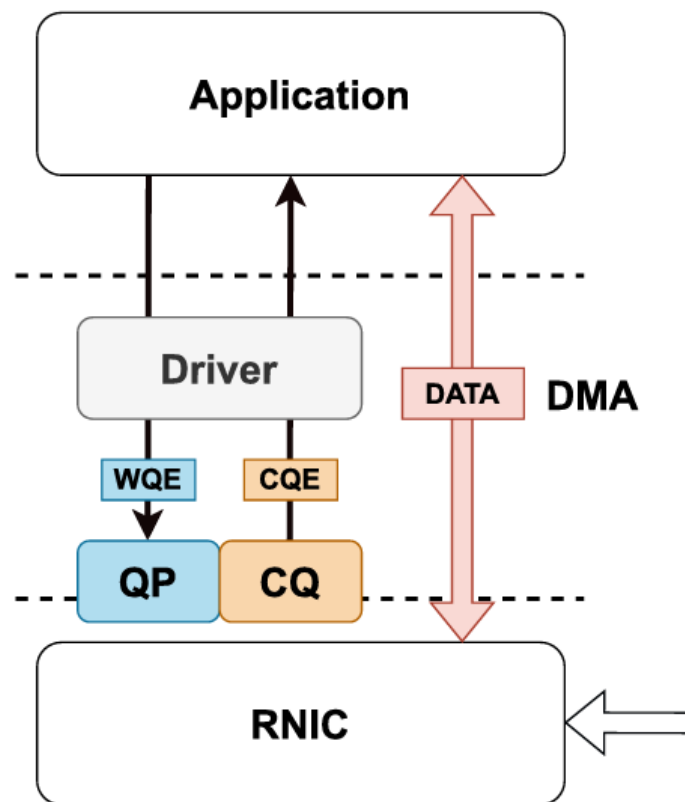 Application
Driver
DATA
DMA
WQE
CQE
QP
CQ
RNIC